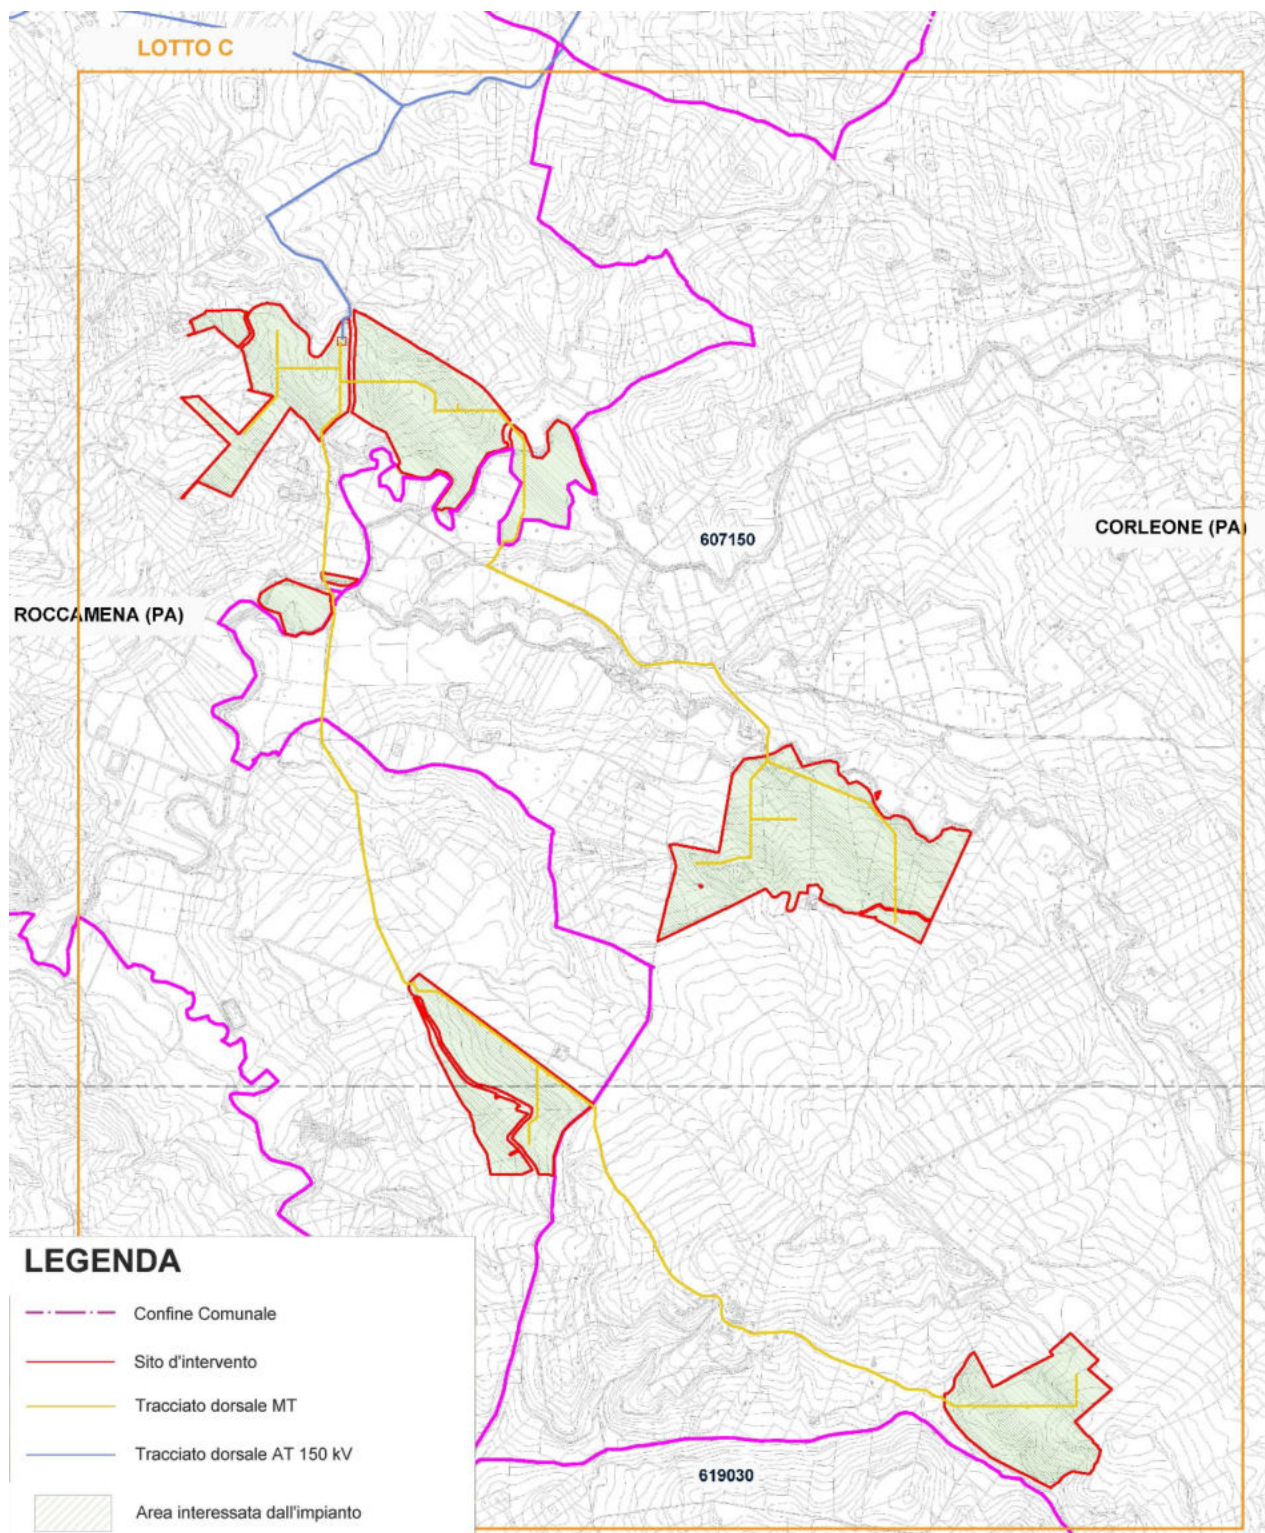 LOTTO C
607150
CORLEONE (PA)
ROCCAMENA (PA)
LEGENDA
Confine Comunale
Sito d'intervento
Tracciato dorsale MT
Tracciato dorsale AT 150 kV
Area interessata dall'impianto
619030